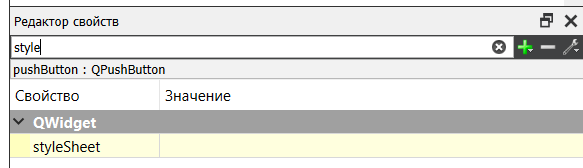 Редактор свойств
style
pushButton : QPushButton
Свойство Значение
QWidget
styleSheet